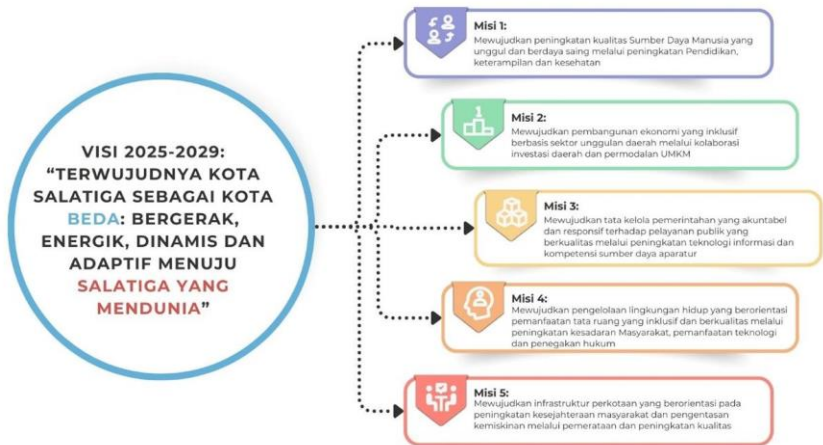 VISI 2025-2029:
“TERWUJUDNYA KOTA
SALATIGA SEBAGAI KOTA
BEDA: BERGERAK,
ENERGIK, DINAMIS DAN
ADAPTIF MENUJU
SALATIGA YANG
MENDUNIA”
Misi 1:
Mewujudkan peningkatan kualitas Sumber Daya Manusia yang
unggul dan berdaya saing melalui peningkatan Pendidikan,
keterampilan dan kesehatan
1
Misi 2:
Mewujudkan pembangunan ekonomi yang inklusif
berbasis sektor unggulan daerah melalui kolaborasi
investasi daerah dan permodalan UMKM
Misi 3:
Mewujudkan tata kelola pemerintahan yang akuntabel
dan responsif terhadap pelayanan publik yang
berkualitas melalui peningkatan teknologi informasi dan
kompetensi sumber daya aparatur
Misi 4:
Mewujudkan pengelolaan lingkungan hidup yang berorientasi
pemanfaatan tata ruang yang inklusif dan berkualitas melalui
peningkatan kesadaran Masyarakat, pemanfaatan teknologi
dan penegakan hukum
Misi 5:
Mewujudkan infrastruktur perkotaan yang berorientasi pada
peningkatan kesejahteraan masyarakat dan pengentasan
kemiskinan melalui pemerataan dan peningkatan kualitas